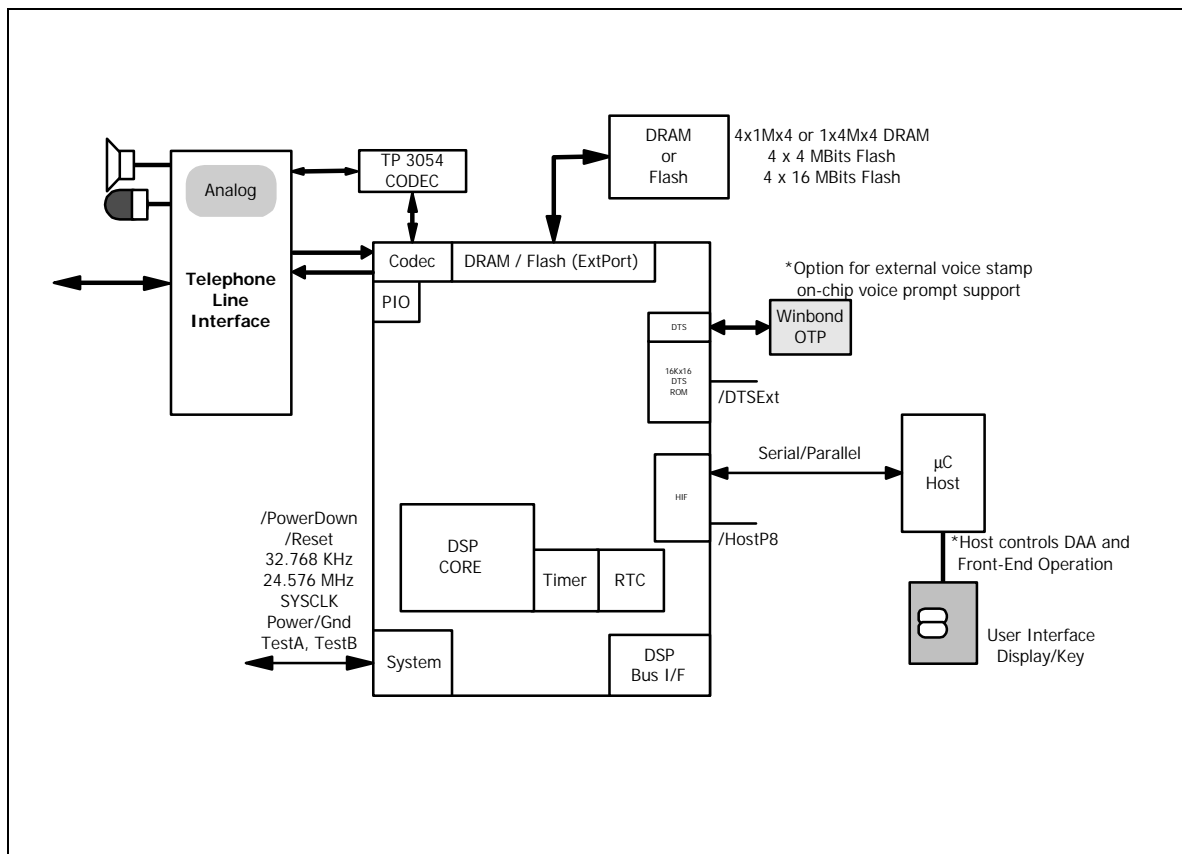 DRAM
or
Flash
4x1Mx4 or 1x4Mx4 DRAM
4 x 4 MBits Flash
4 x 16 MBits Flash
TP 3054
CODEC
Analog
Telephone
Line
Interface
Codec
DRAM / Flash (ExtPort)
PIO
*Option for external voice stamp
on-chip voice prompt support
DTS
Winbond
OTP
16Kx16
DTS
ROM
/DTSExt
Serial/Parallel
µC
Host
HIF
/HostP8
*Host controls DAA and
Front-End Operation
/PowerDown
/Reset
32.768 KHz
24.576 MHz
SYSCLK
Power/Gnd
TestA, TestB
DSP
CORE
Timer
RTC
System
DSP
Bus I/F
User Interface
Display/Key